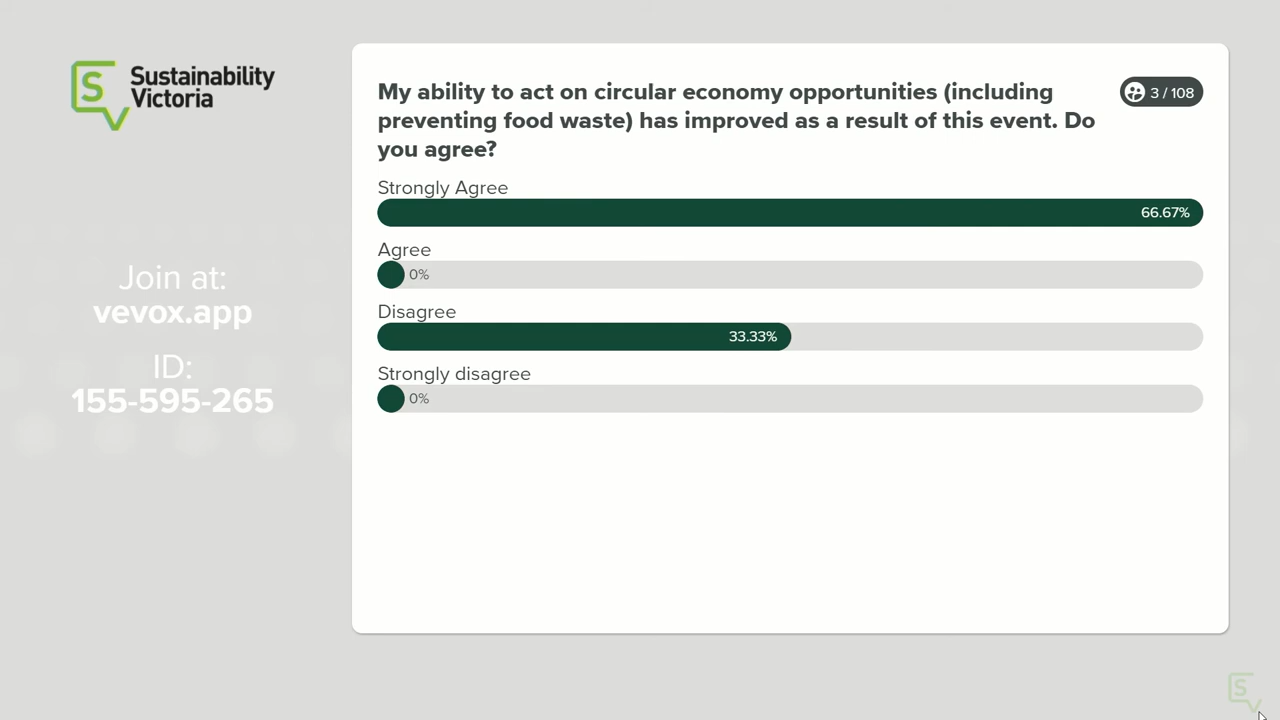 Sustainability
Victoria
My ability to act on circular economy opportunities (including
preventing food waste) has improved as a result of this event. Do
you agree?
3 / 108
Strongly Agree
66.67%
Agree
0%
Disagree
33.33%
Strongly disagree
0%
Join at:
vevox.app
ID:
155-595-265